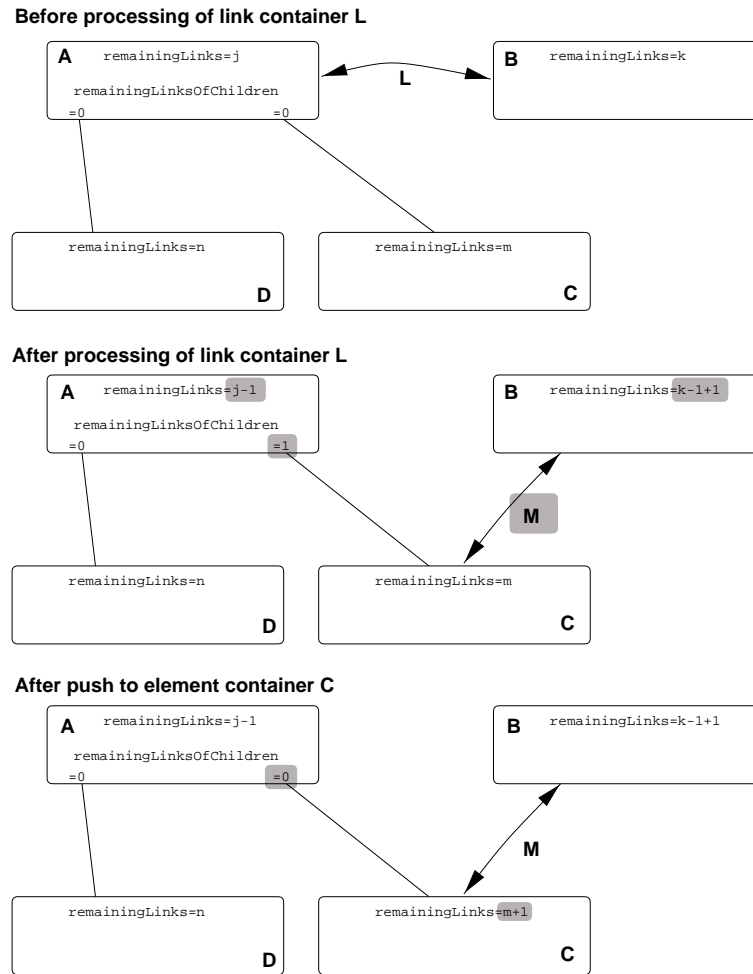 Before processing of link container L
A remainingLinks=j
B remainingLinks=k
L
remainingLinksOfChildren
=0 =0
remainingLinks=n
remainingLinks=m
D
C
After processing of link container L
A remainingLinks=j-1
B remainingLinks=k-1+1
remainingLinksOfChildren
=0 =1
M
remainingLinks=n
remainingLinks=m
D
C
After push to element container C
A remainingLinks=j-1
B remainingLinks=k-1+1
remainingLinksOfChildren
=0 =0
M
remainingLinks=n
remainingLinks=m+1
D
C